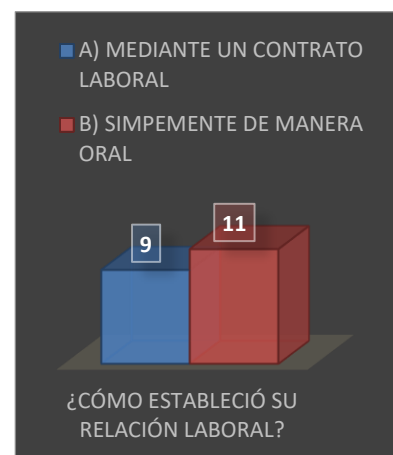 A) MEDIANTE UN CONTRATO
LABORAL
B) SIMPEMENTE DE MANERA
ORAL
9
11
¿CÓMO ESTABLECIÓ SU
RELACIÓN LABORAL?